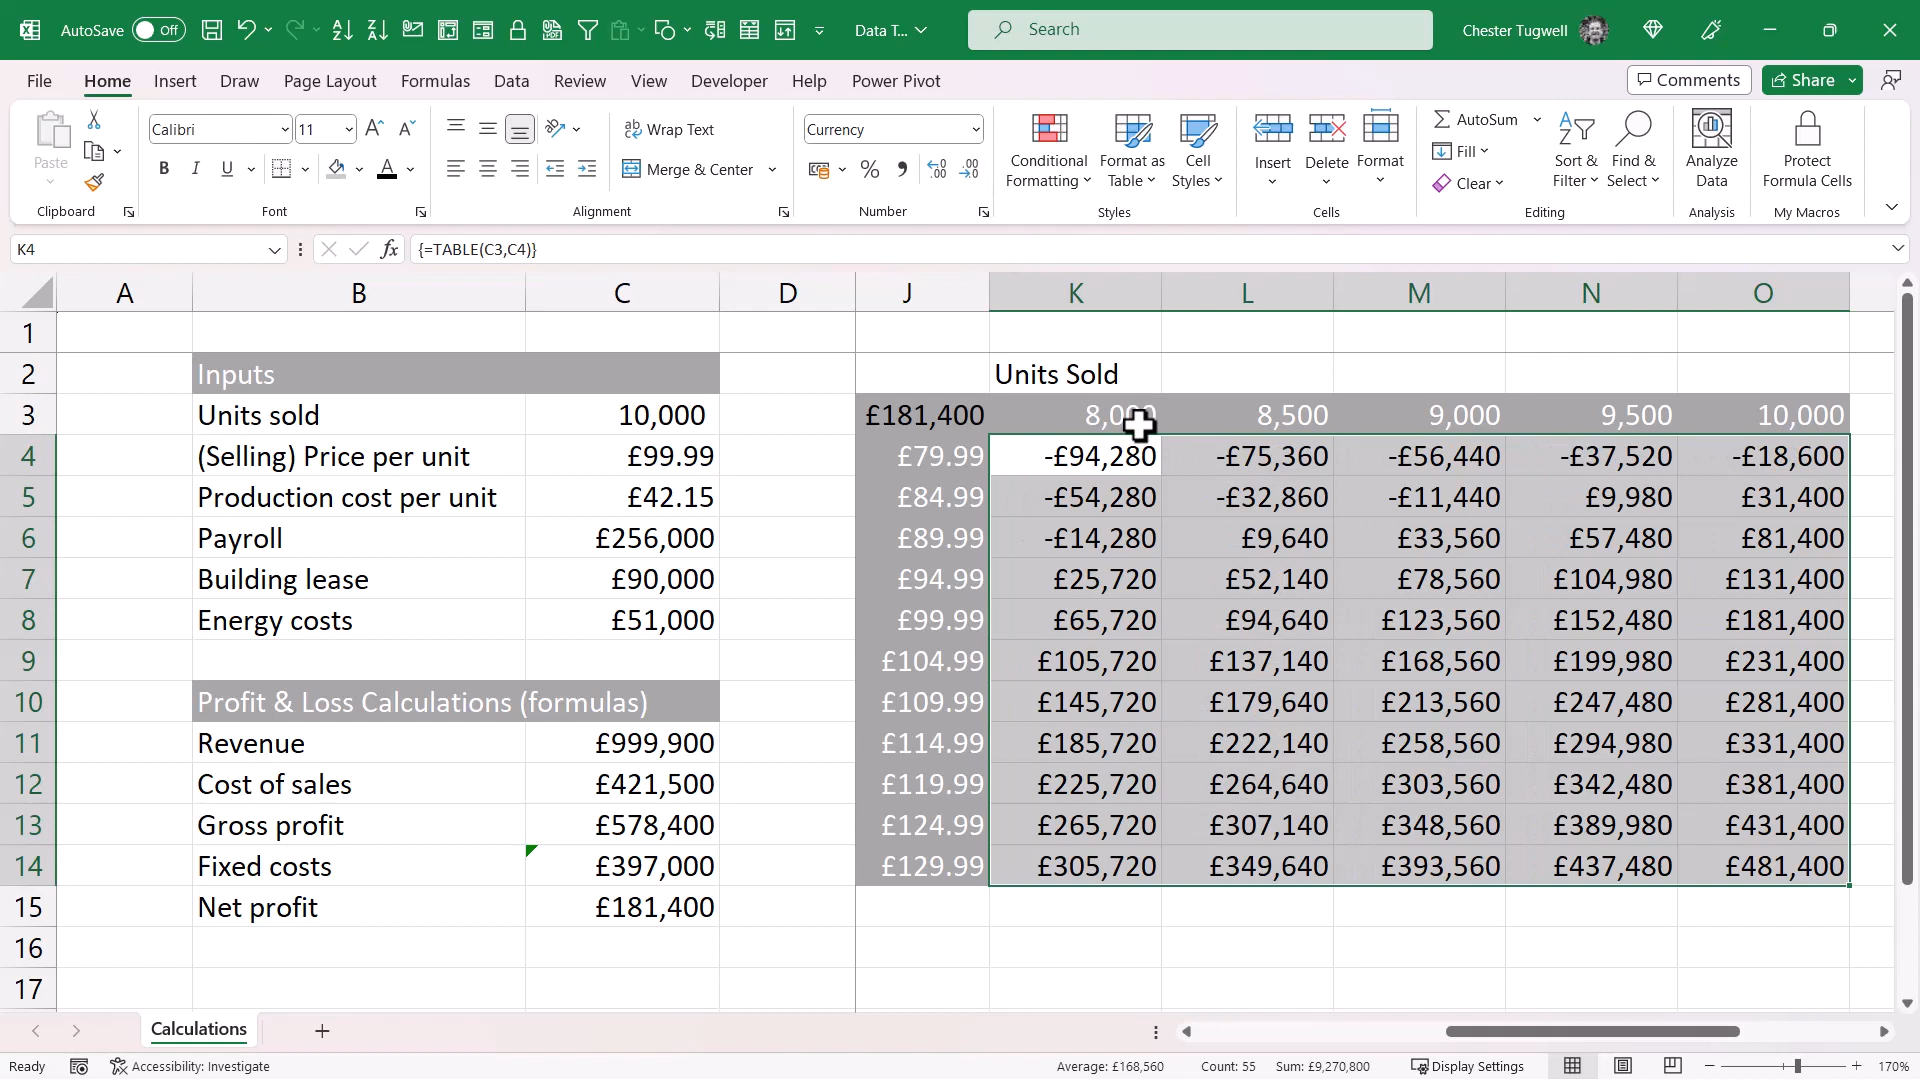 AutoSave Off Data T... Search Chester Tugwell
File Home Insert Draw Page Layout Formulas Data Review View Developer Help Power Pivot Comments Share
Paste Calibri 11 Wrap Text Currency Conditional Formatting Format as Table Cell Styles Insert Delete Format AutoSum Sort & Filter Find & Select Analyze Data Protect Formula Cells
B I U Merge & Center % Fill
Clear
Clipboard Font Alignment Number Styles Cells Editing Analysis My Macros
K4 fx {=TABLE(C3,C4)}
A B C D J K L M N O
1
2 Inputs Units Sold
3 Units sold 10,000 £181,400 8,000 8,500 9,000 9,500 10,000
4 (Selling) Price per unit £99.99 £79.99 -£94,280 -£75,360 -£56,440 -£37,520 -£18,600
5 Production cost per unit £42.15 £84.99 -£54,280 -£32,860 -£11,440 £9,980 £31,400
6 Payroll £256,000 £89.99 -£14,280 £9,640 £33,560 £57,480 £81,400
7 Building lease £90,000 £94.99 £25,720 £52,140 £78,560 £104,980 £131,400
8 Energy costs £51,000 £99.99 £65,720 £94,640 £123,560 £152,480 £181,400
9 £104.99 £105,720 £137,140 £168,560 £199,980 £231,400
10 Profit & Loss Calculations (formulas) £109.99 £145,720 £179,640 £213,560 £247,480 £281,400
11 Revenue £999,900 £114.99 £185,720 £222,140 £258,560 £294,980 £331,400
12 Cost of sales £421,500 £119.99 £225,720 £264,640 £303,560 £342,480 £381,400
13 Gross profit £578,400 £124.99 £265,720 £307,140 £348,560 £389,980 £431,400
14 Fixed costs £397,000 £129.99 £305,720 £349,640 £393,560 £437,480 £481,400
15 Net profit £181,400
16
17
Calculations
Ready Accessibility: Investigate Average: £168,560 Count: 55 Sum: £9,270,800 Display Settings 170%